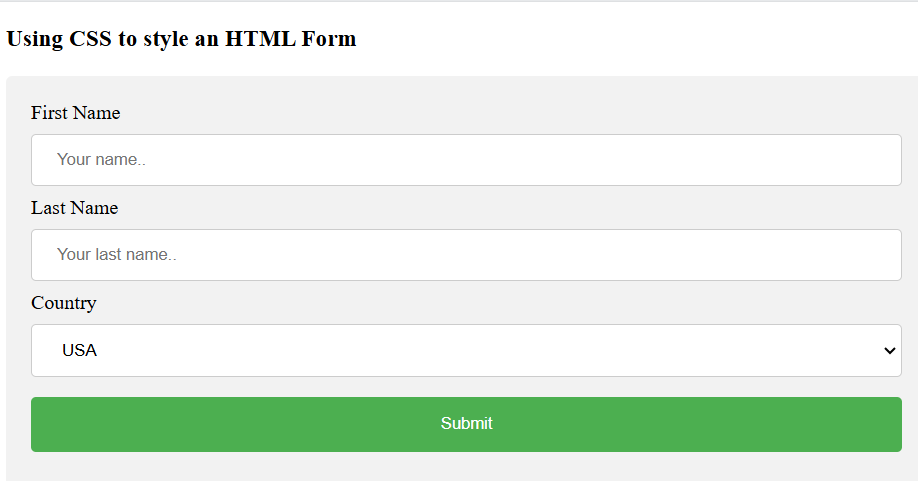 Using CSS to style an HTML Form
First Name
Your name..
Last Name
Your last name..
Country
USA
Submit